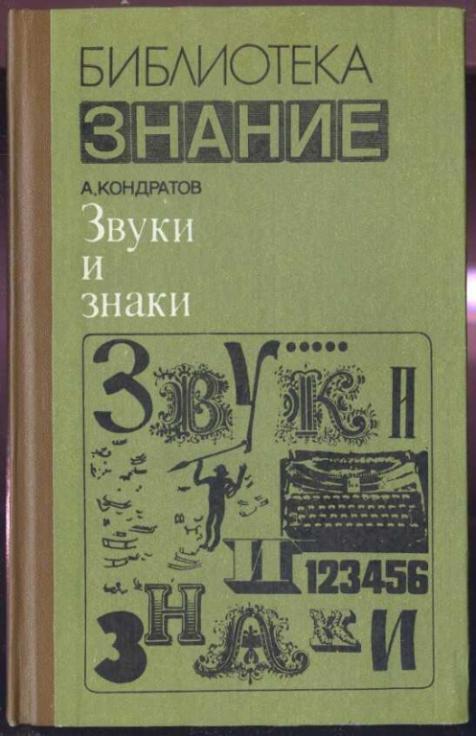 БИБЛИОТЕКА
ЗНАНИЕ
А.КОНДРАТОВ
Звуки
и
знаки
Звуки
и
123456
Знаки